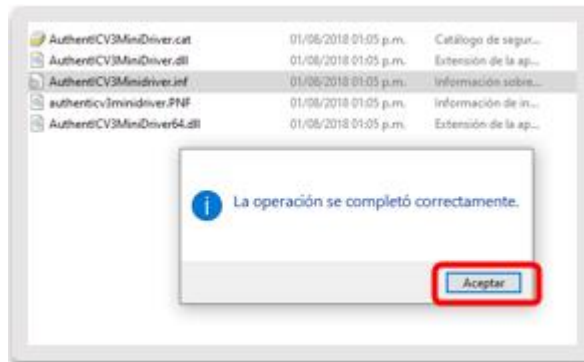 AuthentICV3MiniDriver.cat 01/08/2018 01:05 p.m. Catálogo de segur...
AuthentICV3MiniDriver.dll 01/08/2018 01:05 p.m. Extensión de la ap...
AuthentICV3Minidriver.inf 01/08/2018 01:05 p.m. Información sobre...
authenticv3minidriver.PNF 01/08/2018 01:05 p.m. Información de in...
AuthentICV3MiniDriver64.dll 01/08/2018 01:05 p.m. Extensión de la ap...
La operación se completó correctamente.
Aceptar